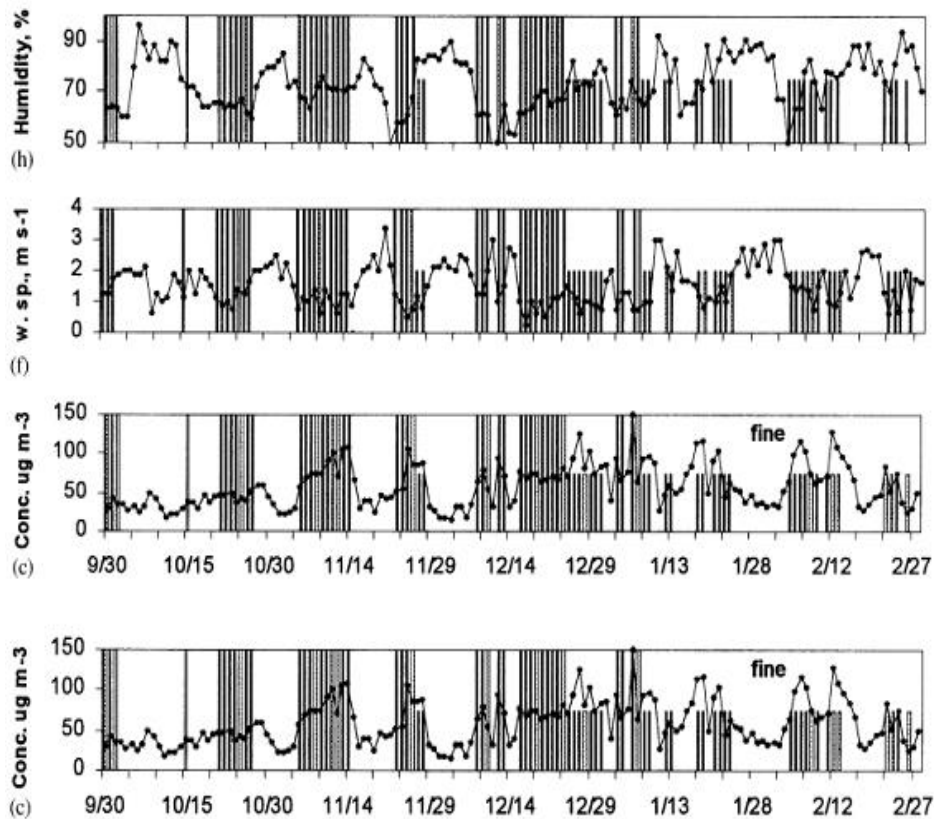 Humidity, %
90
70
50
(h)
w. sp., m s-1
4
3
2
1
0
(f)
Conc. ug m-3
150
100
50
0
fine
(c)
9/30 10/15 10/30 11/14 11/29 12/14 12/29 1/13 1/28 2/12 2/27
Conc. ug m-3
150
100
50
0
fine
(c)
9/30 10/15 10/30 11/14 11/29 12/14 12/29 1/13 1/28 2/12 2/27